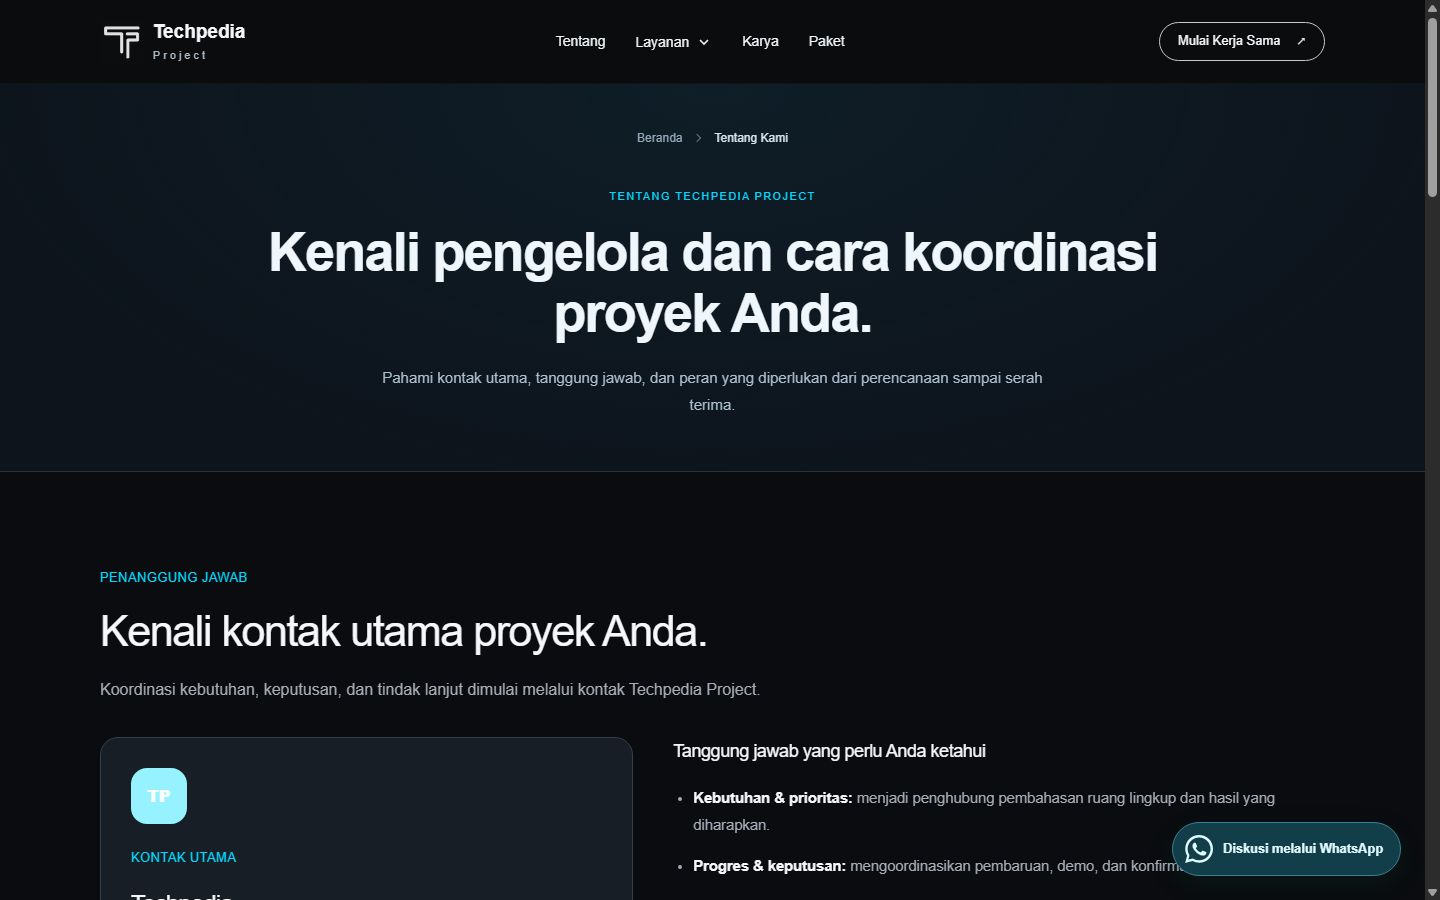 Techpedia
Project
Tentang
Layanan
Karya
Paket
Mulai Kerja Sama
Beranda
Tentang Kami
TENTANG TECHPEDIA PROJECT
Kenali pengelola dan cara koordinasi
proyek Anda.
Pahami kontak utama, tanggung jawab, dan peran yang diperlukan dari perencanaan sampai serah
terima.
PENANGGUNG JAWAB
Kenali kontak utama proyek Anda.
Koordinasi kebutuhan, keputusan, dan tindak lanjut dimulai melalui kontak Techpedia Project.
TP
KONTAK UTAMA
Techpedia
Tanggung jawab yang perlu Anda ketahui
Kebutuhan & prioritas: menjadi penghubung pembahasan ruang lingkup dan hasil yang
diharapkan.
Progres & keputusan: mengoordinasikan pembaruan, demo, dan
Diskusi melalui WhatsApp